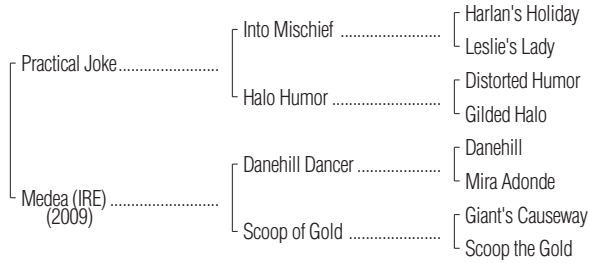 Harlan's Holiday
Into Mischief ....................
Leslie's Lady
Practical Joke....................
Distorted Humor
Halo Humor ......................
Gilded Halo
Danehill
Danehill Dancer .................
Mira Adonde
Medea (IRE) ......................
(2009)
Giant's Causeway
Scoop of Gold ...................
Scoop the Gold